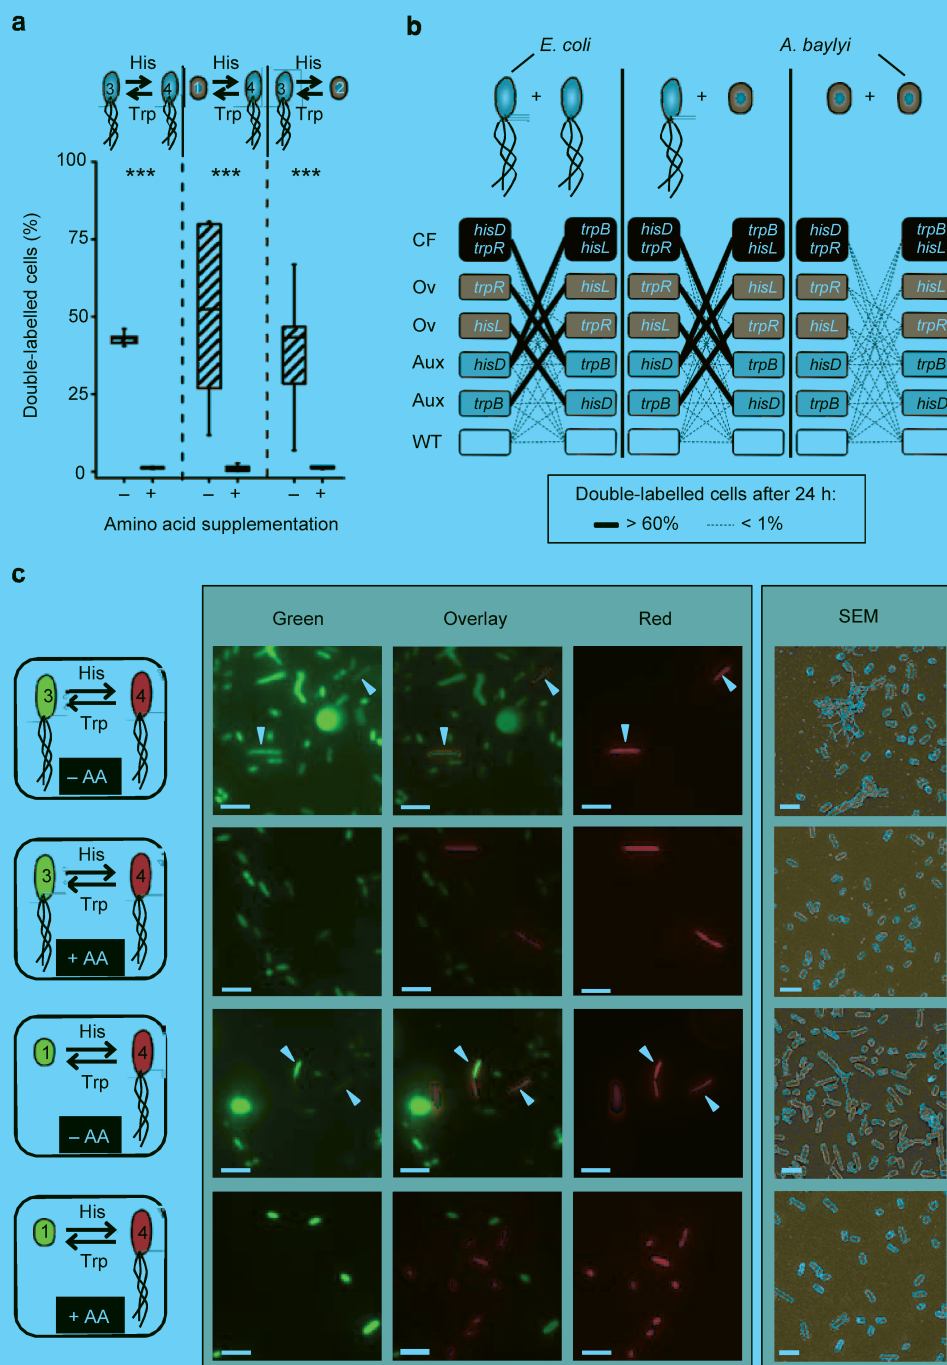 a
His His His
3 4 1 4 3 2
Trp Trp Trp
Double-labelled cells (%)
100
75
50
25
0
*** *** ***
– + – + – +
Amino acid supplementation
b
E. coli A. baylyi
+ + +
CF hisD trpR trpB hisL hisD trpR trpB hisL hisD trpR trpB hisL
Ov trpR hisL trpR hisL trpR hisL
Ov hisL trpR hisL trpR hisL trpR
Aux hisD trpB hisD trpB hisD trpB
Aux trpB hisD trpB hisD trpB hisD
WT
Double-labelled cells after 24 h:
> 60% < 1%
c
Green Overlay Red SEM
His
3 4
Trp
– AA
His
3 4
Trp
+ AA
His
1 4
Trp
– AA
His
1 4
Trp
+ AA